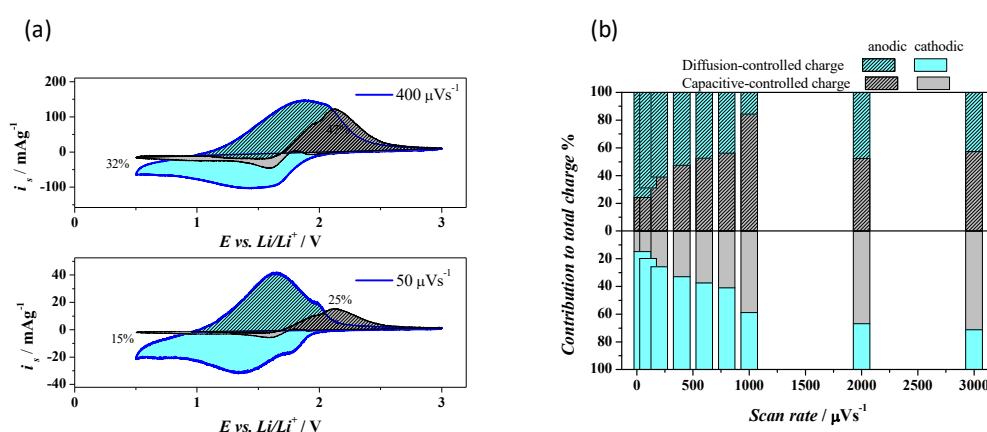 (a)
200
100
0
-100
i_s / mAg⁻¹
400 μVs⁻¹
47%
32%
0 1 2 3
E vs. Li/Li⁺ / V
40
20
0
-20
-40
i_s / mAg⁻¹
50 μVs⁻¹
25%
15%
0 1 2 3
E vs. Li/Li⁺ / V
(b)
anodic cathodic
Diffusion-controlled charge
Capacitive-controlled charge
Contribution to total charge %
100
80
60
40
20
0
20
40
60
80
100
0 500 1000 1500 2000 2500 3000
Scan rate / μVs⁻¹